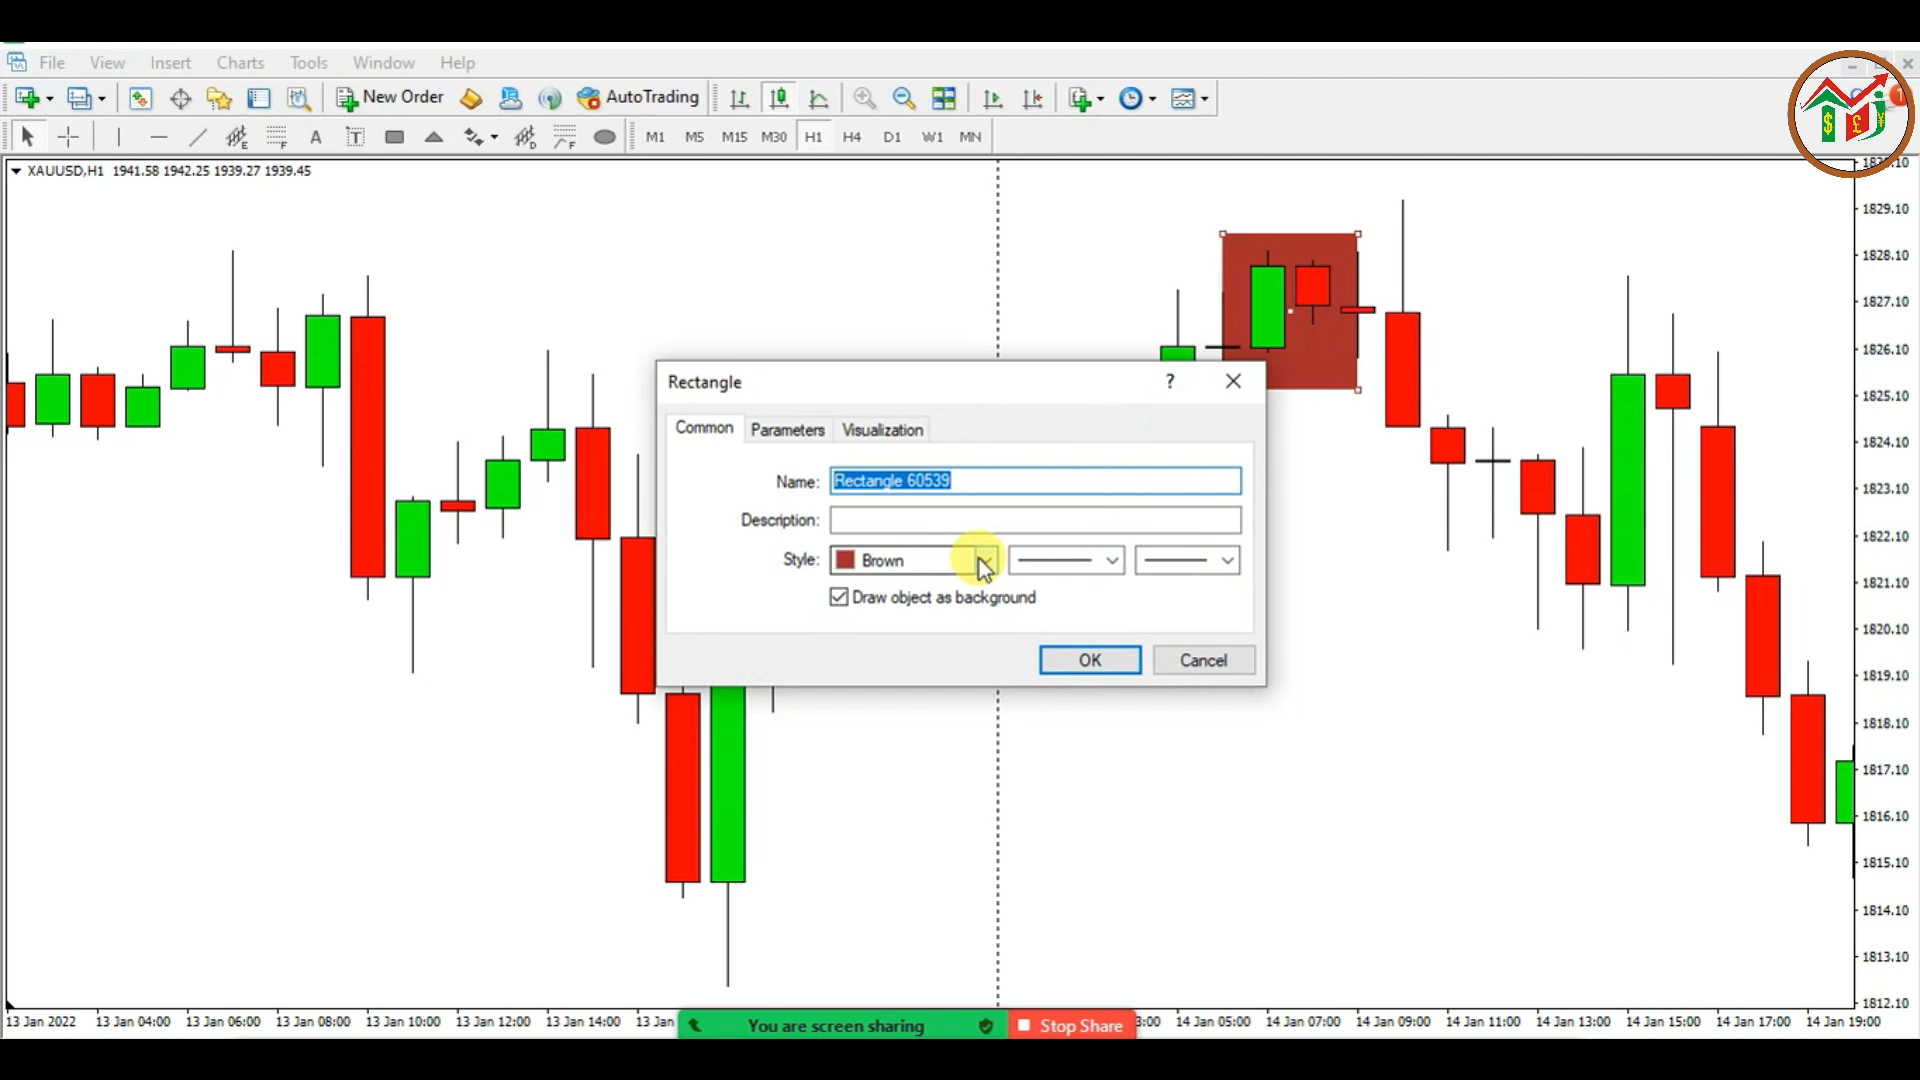 File View Insert Charts Tools Window Help
New Order AutoTrading
A T E F D F M1 M5 M15 M30 H1 H4 D1 W1 MN
XAUUSD,H1 1941.58 1942.25 1939.27 1939.45
$ £ ¥
1829.10
1828.10
1827.10
1826.10
1825.10
1824.10
1823.10
1822.10
1821.10
1820.10
1819.10
1818.10
1817.10
1816.10
1815.10
1814.10
1813.10
1812.10
Rectangle ?
Common Parameters Visualization
Name: Rectangle 60539
Description:
Style: Brown
Draw object as background
OK Cancel
13 Jan 2022 13 Jan 04:00 13 Jan 06:00 13 Jan 08:00 13 Jan 10:00 13 Jan 12:00 13 Jan 14:00 13 Jan 14 Jan 05:00 14 Jan 07:00 14 Jan 09:00 14 Jan 11:00 14 Jan 13:00 14 Jan 15:00 14 Jan 17:00 14 Jan 19:00
You are screen sharing Stop Share